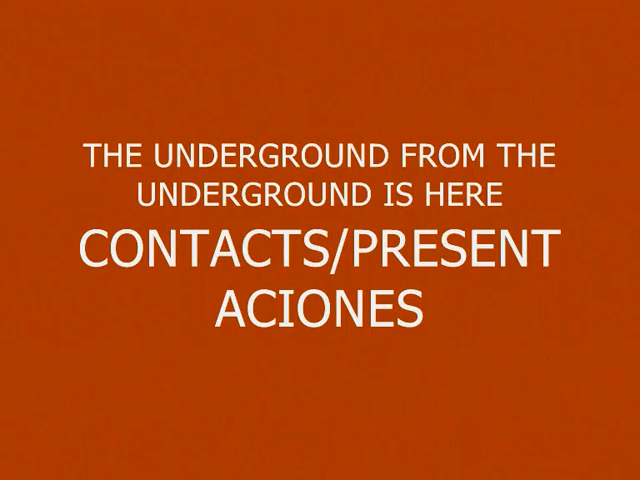 THE UNDERGROUND FROM THE
UNDERGROUND IS HERE
CONTACTS/PRESENT
ACIONES